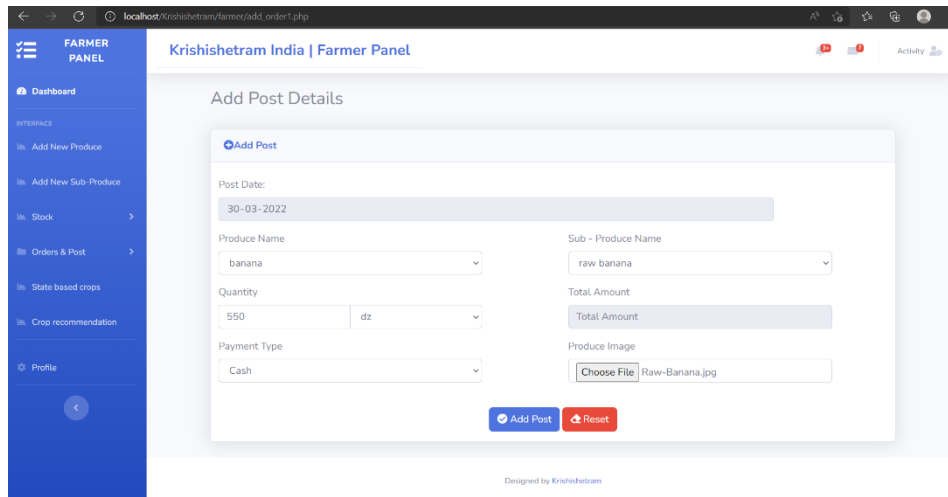 localhost/Krishishetram/farmer/add_order1.php
FARMER
PANEL
Krishishetram India | Farmer Panel
3+
7
Activity
Dashboard
INTERFACE
Add New Produce
Add New Sub-Produce
Stock
Orders & Post
State based crops
Crop recommendation
Profile
Add Post Details
Add Post
Post Date:
30-03-2022
Produce Name
Sub - Produce Name
banana
raw banana
Quantity
Total Amount
550
dz
Total Amount
Payment Type
Produce Image
Cash
Choose File Raw-Banana.jpg
Add Post
Reset
Designed by Krishishetram